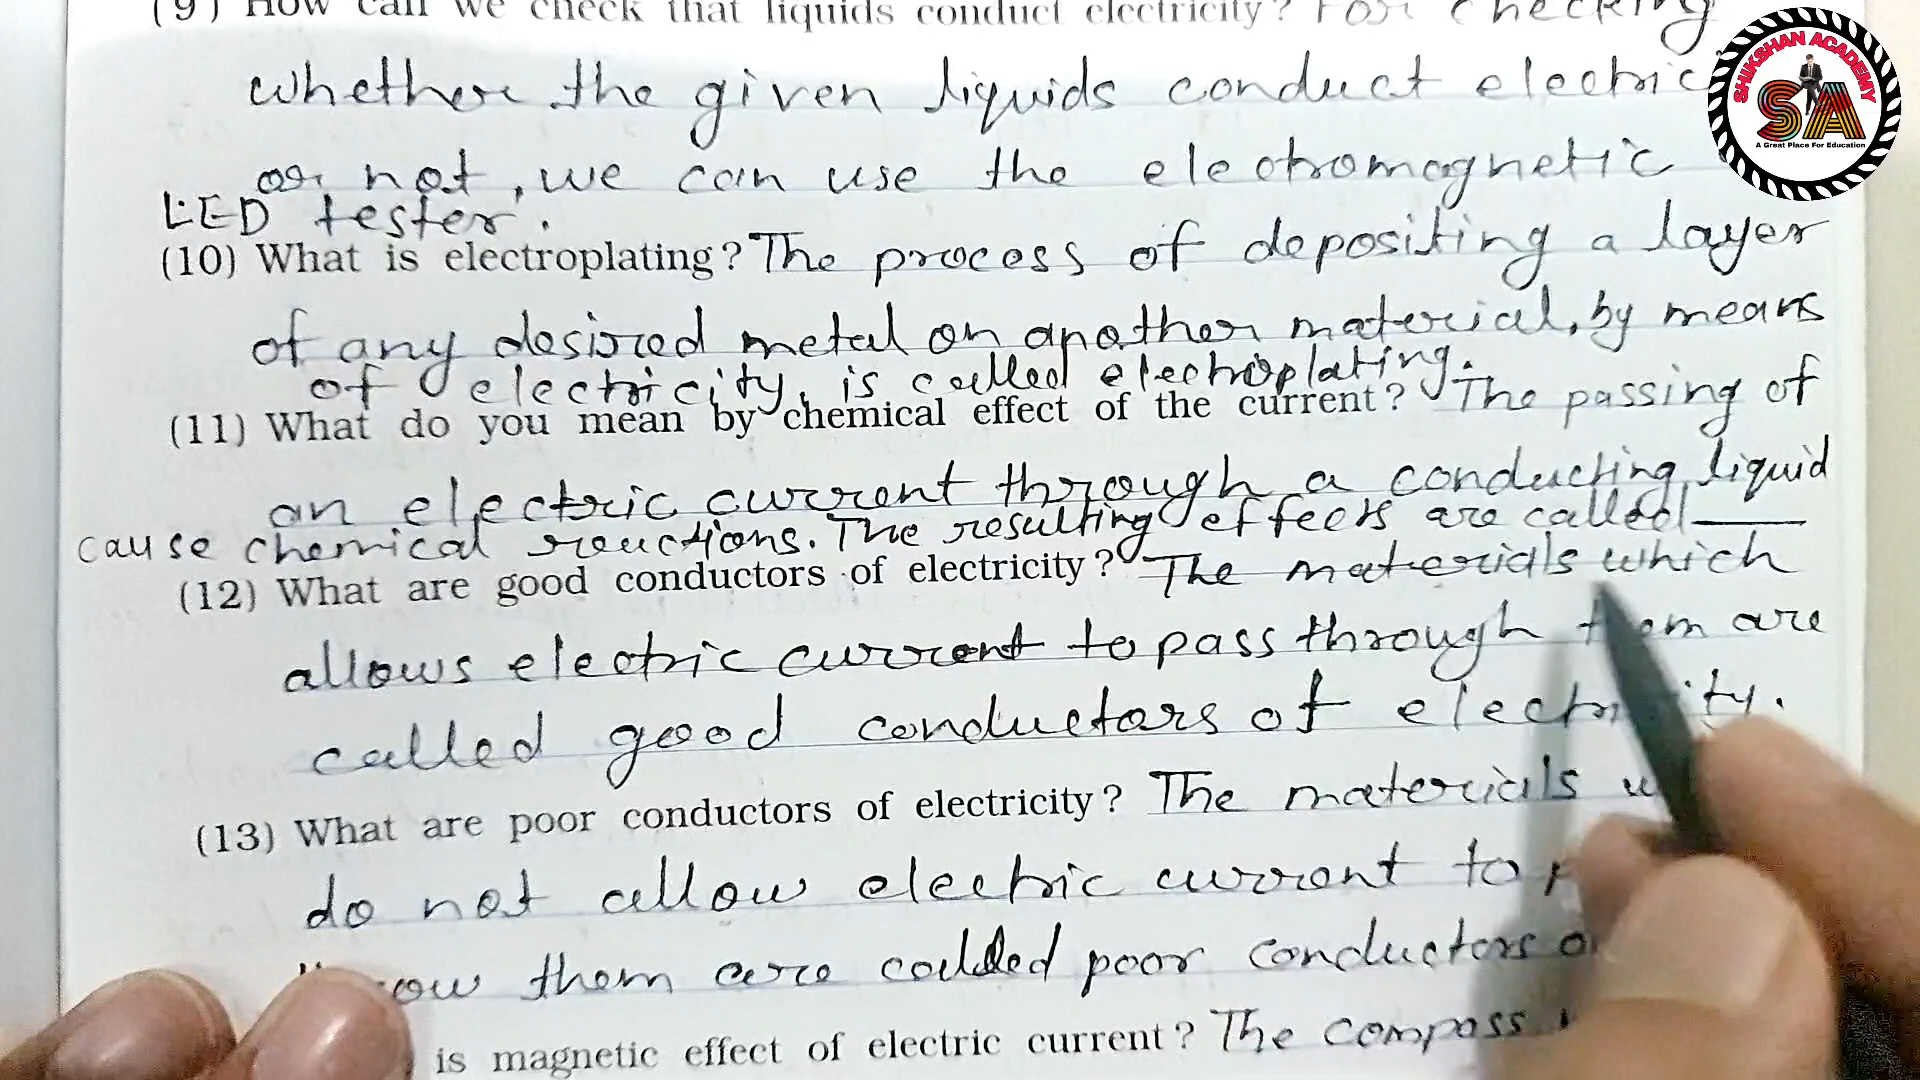 (9) How can we check that liquids conduct electricity? For checking
whether the given liquids conduct electric
or not, we can use the electromagnetic
LED tester.
(10) What is electroplating? The process of depositing a layer
of any desired metal on another material, by means
of electricity, is called electroplating.
(11) What do you mean by chemical effect of the current? The passing of
an electric current through a conducting liquid
cause chemical reactions. The resulting effects are called
(12) What are good conductors of electricity? The materials which
allows electric current to pass through them are
called good conductors of electricity.
(13) What are poor conductors of electricity? The materials
do not allow electric current to
them are called poor conductors
is magnetic effect of electric current? The compass
SHIKSHAN ACADEMY
SA
A Great Place For Education